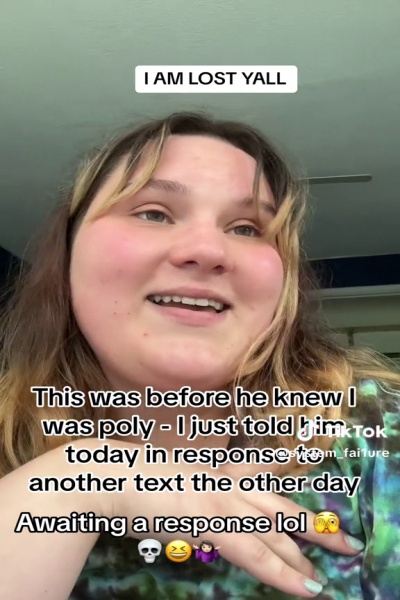 I AM LOST YALL
This was before he knew I
was poly - I just told him
TikTok
today in response to
@system_fai1ure
another text the other day
Awaiting a response lol 🫣
💀😆🤷🏻‍♀️